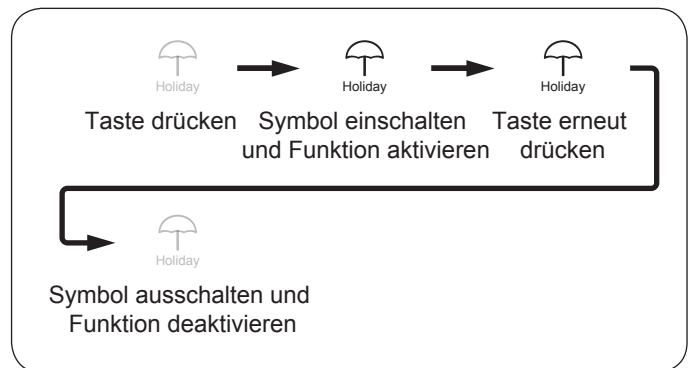 Holiday
Holiday
Holiday
Taste drücken
Symbol einschalten
und Funktion aktivieren
Taste erneut
drücken
Holiday
Symbol ausschalten und
Funktion deaktivieren